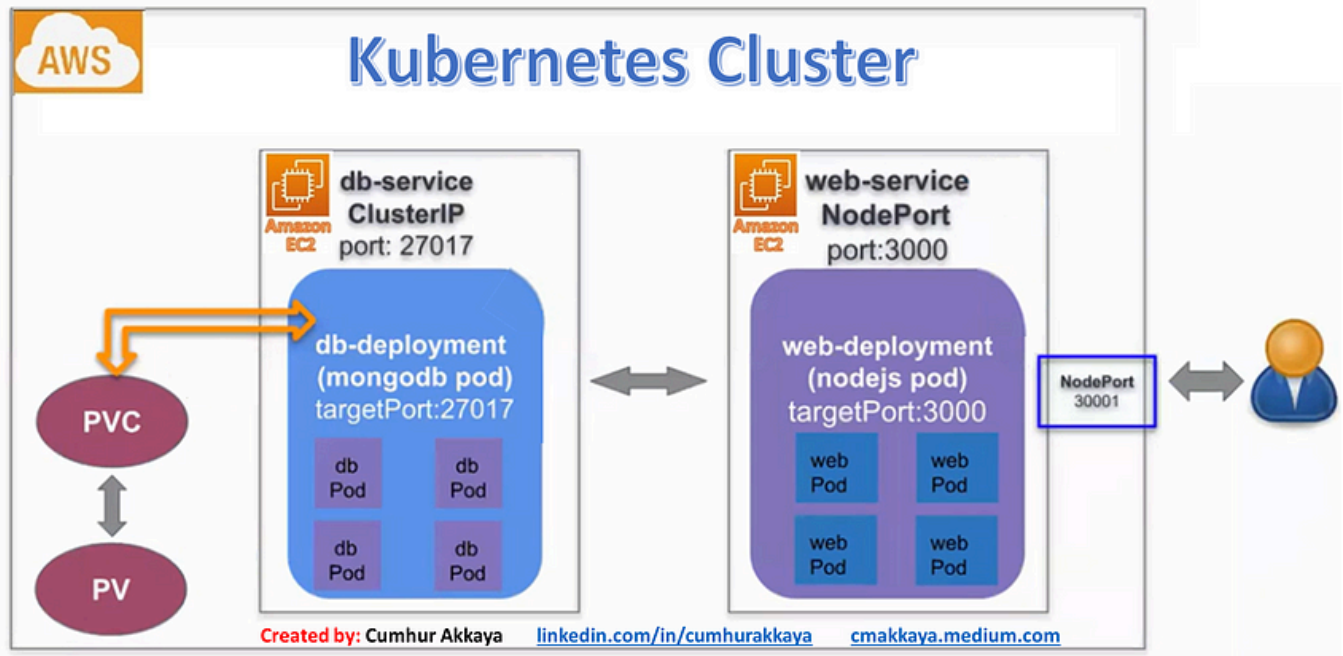 AWS
Kubernetes Cluster
Amazon
EC2
db-service
ClusterIP
port: 27017
db-deployment
(mongodb pod)
targetPort:27017
db
Pod
db
Pod
db
Pod
db
Pod
Amazon
EC2
web-service
NodePort
port:3000
web-deployment
(nodejs pod)
targetPort:3000
web
Pod
web
Pod
web
Pod
web
Pod
NodePort
30001
PVC
PV
Created by: Cumhur Akkaya linkedin.com/in/cumhurakkaya cmakkaya.medium.com